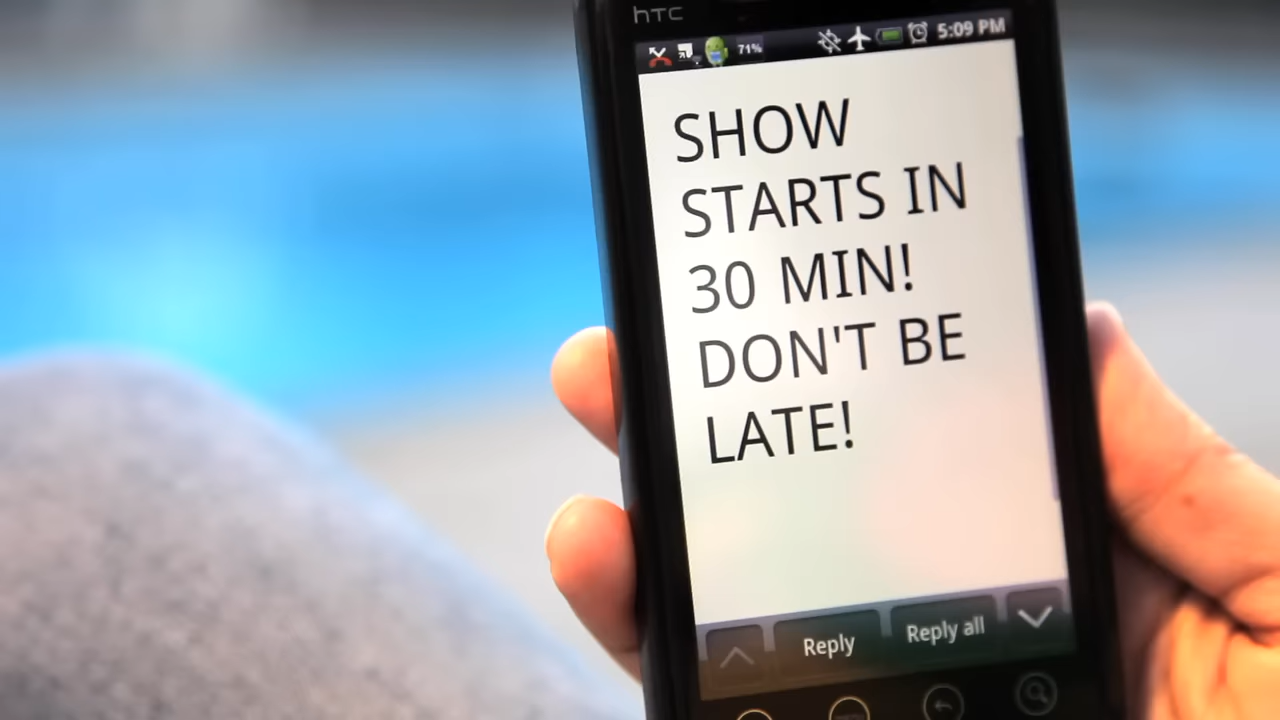 hTC
71%
5:09 PM
SHOW
STARTS IN
30 MIN!
DON'T BE
LATE!
Reply
Reply all